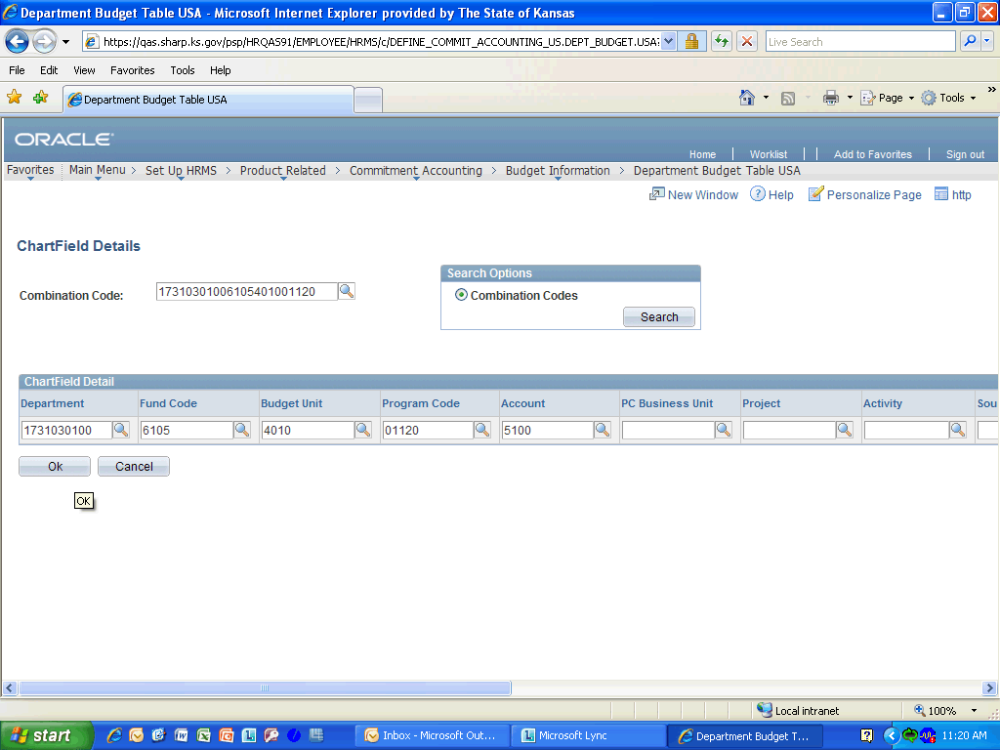 Department Budget Table USA - Microsoft Internet Explorer provided by The State of Kansas
https://qas.sharp.ks.gov/psp/HRQAS91/EMPLOYEE/HRMS/c/DEFINE_COMMIT_ACCOUNTING_US.DEPT_BUDGET.USA?
Live Search
File Edit View Favorites Tools Help
Department Budget Table USA
Page Tools
ORACLE
Home Worklist Add to Favorites Sign out
Favorites Main Menu > Set Up HRMS > Product Related > Commitment Accounting > Budget Information > Department Budget Table USA
New Window Help Personalize Page http
ChartField Details
Combination Code: 17310301006105401001120
Search Options
Combination Codes
Search
ChartField Detail
Department Fund Code Budget Unit Program Code Account PC Business Unit Project Activity Sou
1731030100 6105 4010 01120 5100
Ok Cancel
OK
Local intranet 100%
start Inbox - Microsoft Out... Microsoft Lync Department Budget T... 11:20 AM